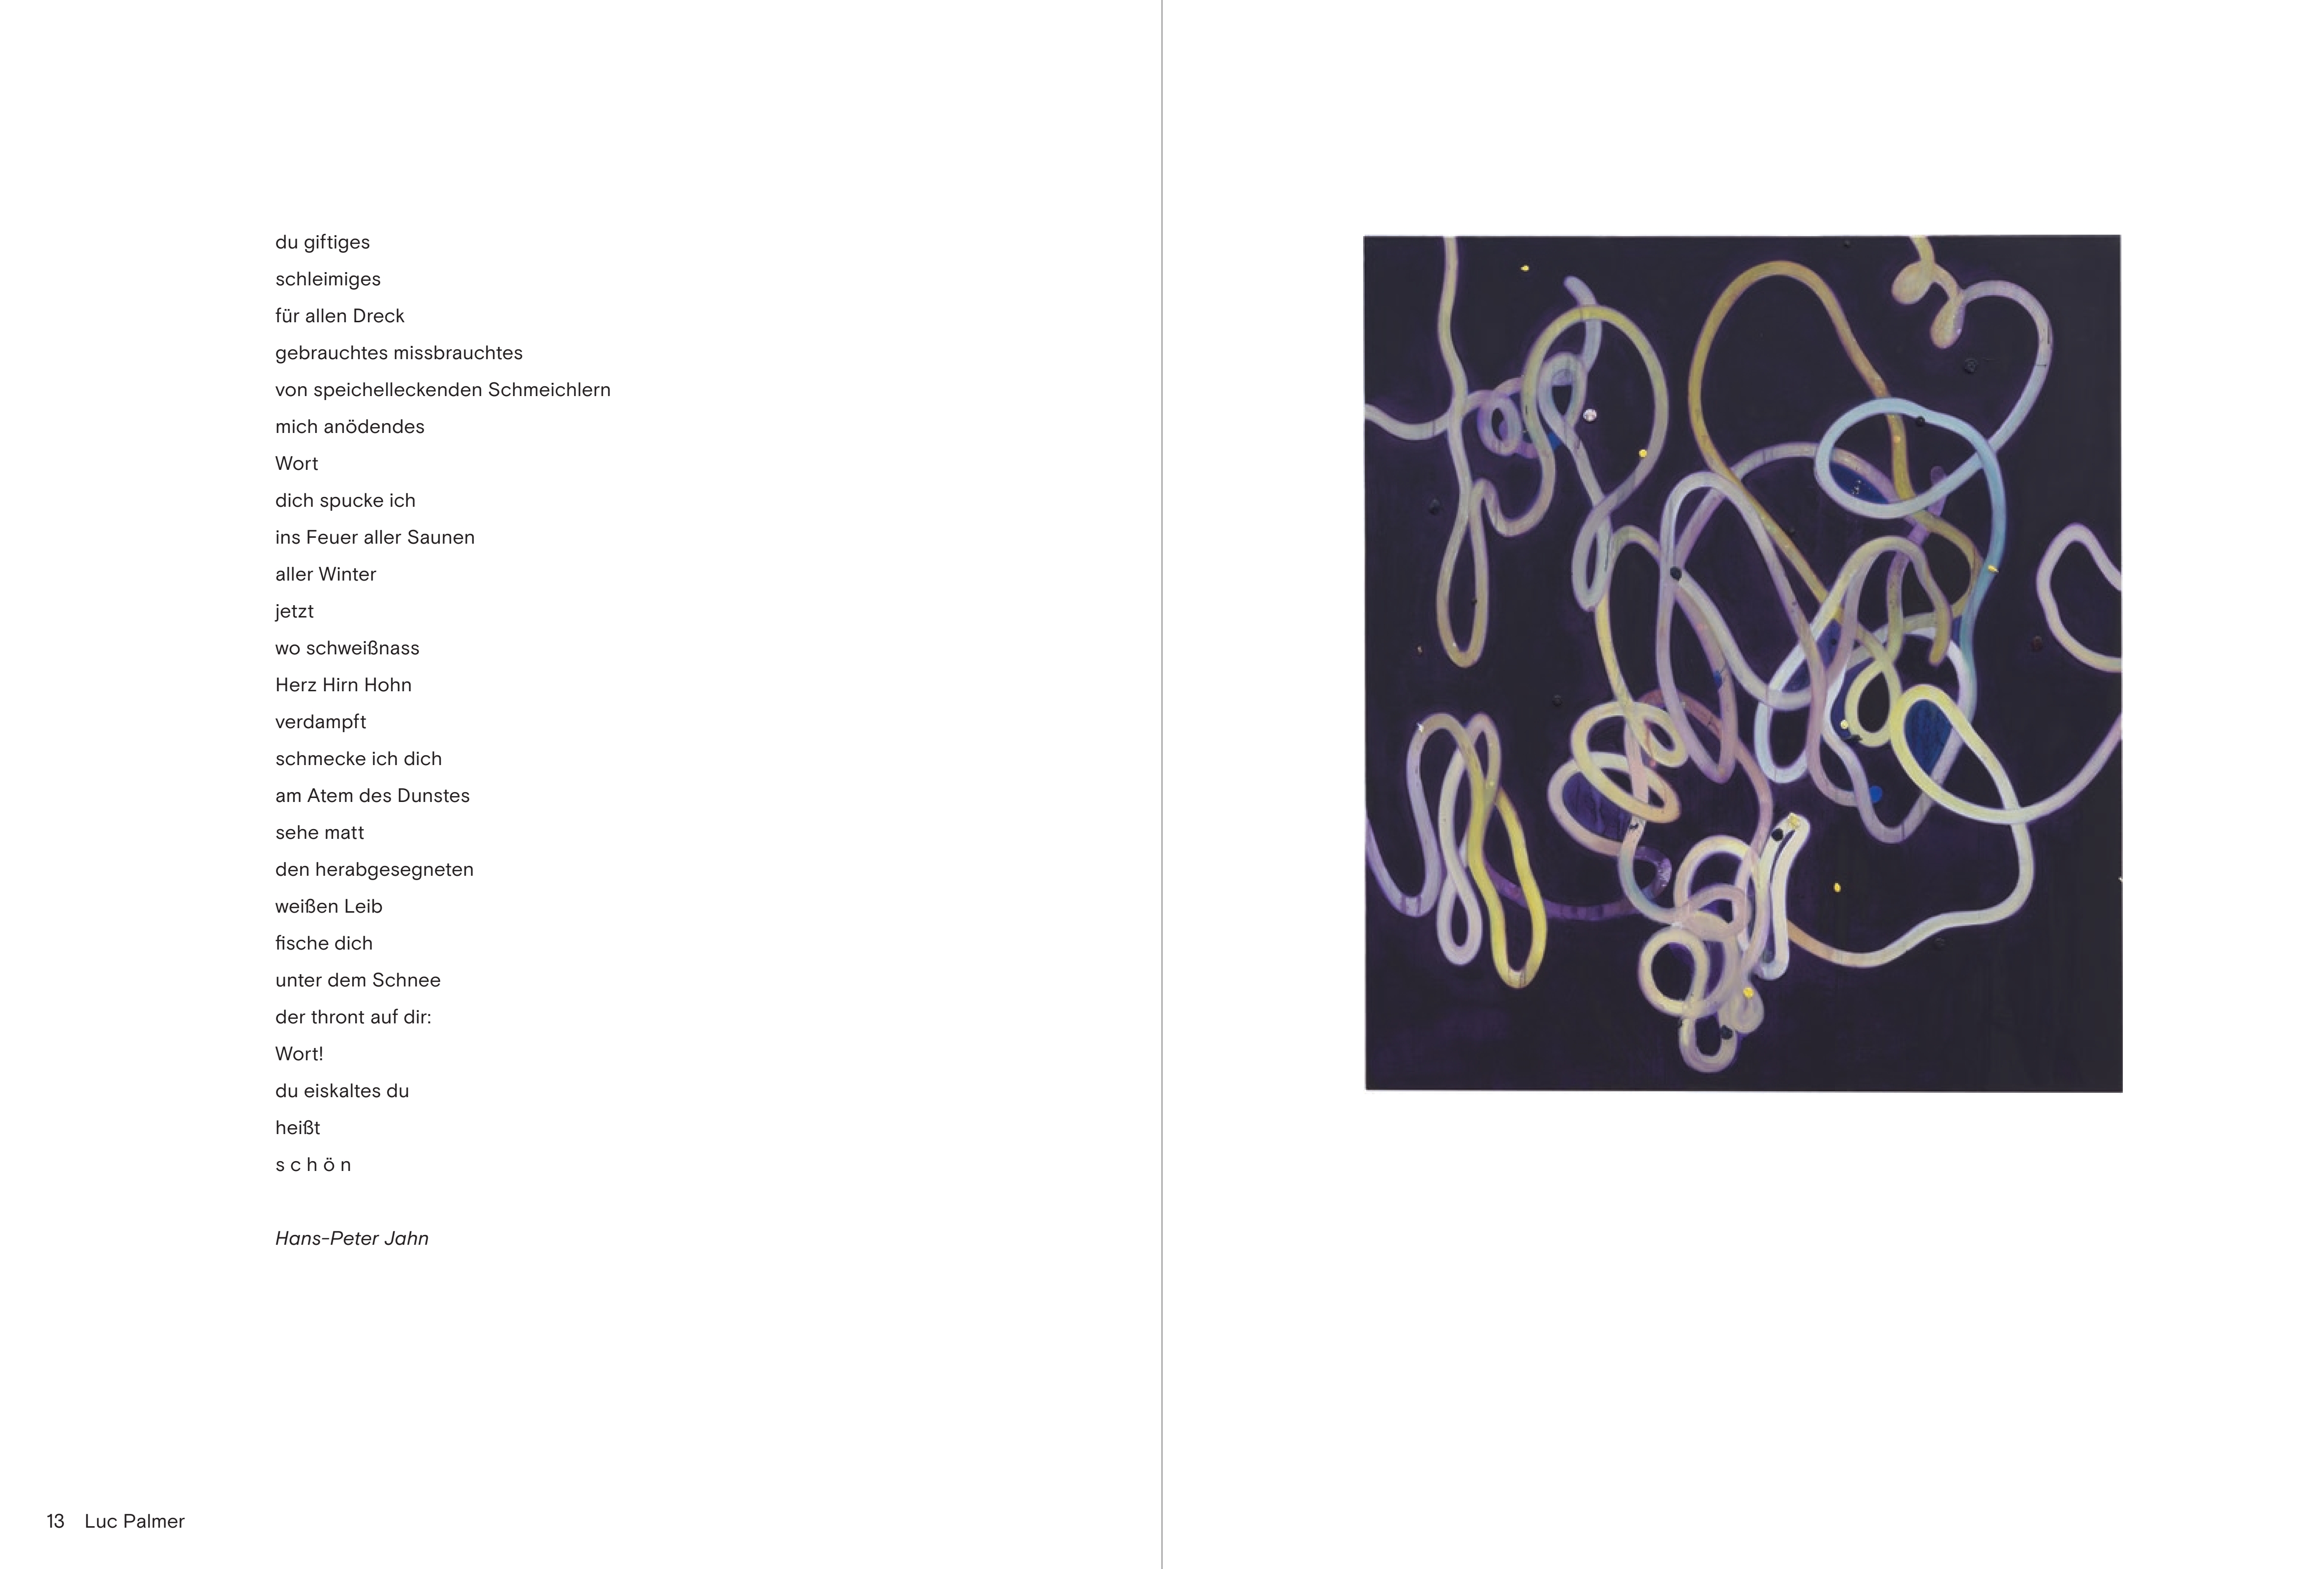 du giftiges
schleimiges
für allen Dreck
gebrauchtes missbrauchtes
von speichelleckenden Schmeichlern
mich anödendes
Wort
dich spucke ich
ins Feuer aller Saunen
aller Winter
jetzt
wo schweißnass
Herz Hirn Hohn
verdampft
schmecke ich dich
am Atem des Dunstes
sehe matt
den herabgesegneten
weißen Leib
fische dich
unter dem Schnee
der thront auf dir:
Wort!
du eiskaltes du
heißt
s c h ö n
Hans-Peter Jahn
13 Luc Palmer